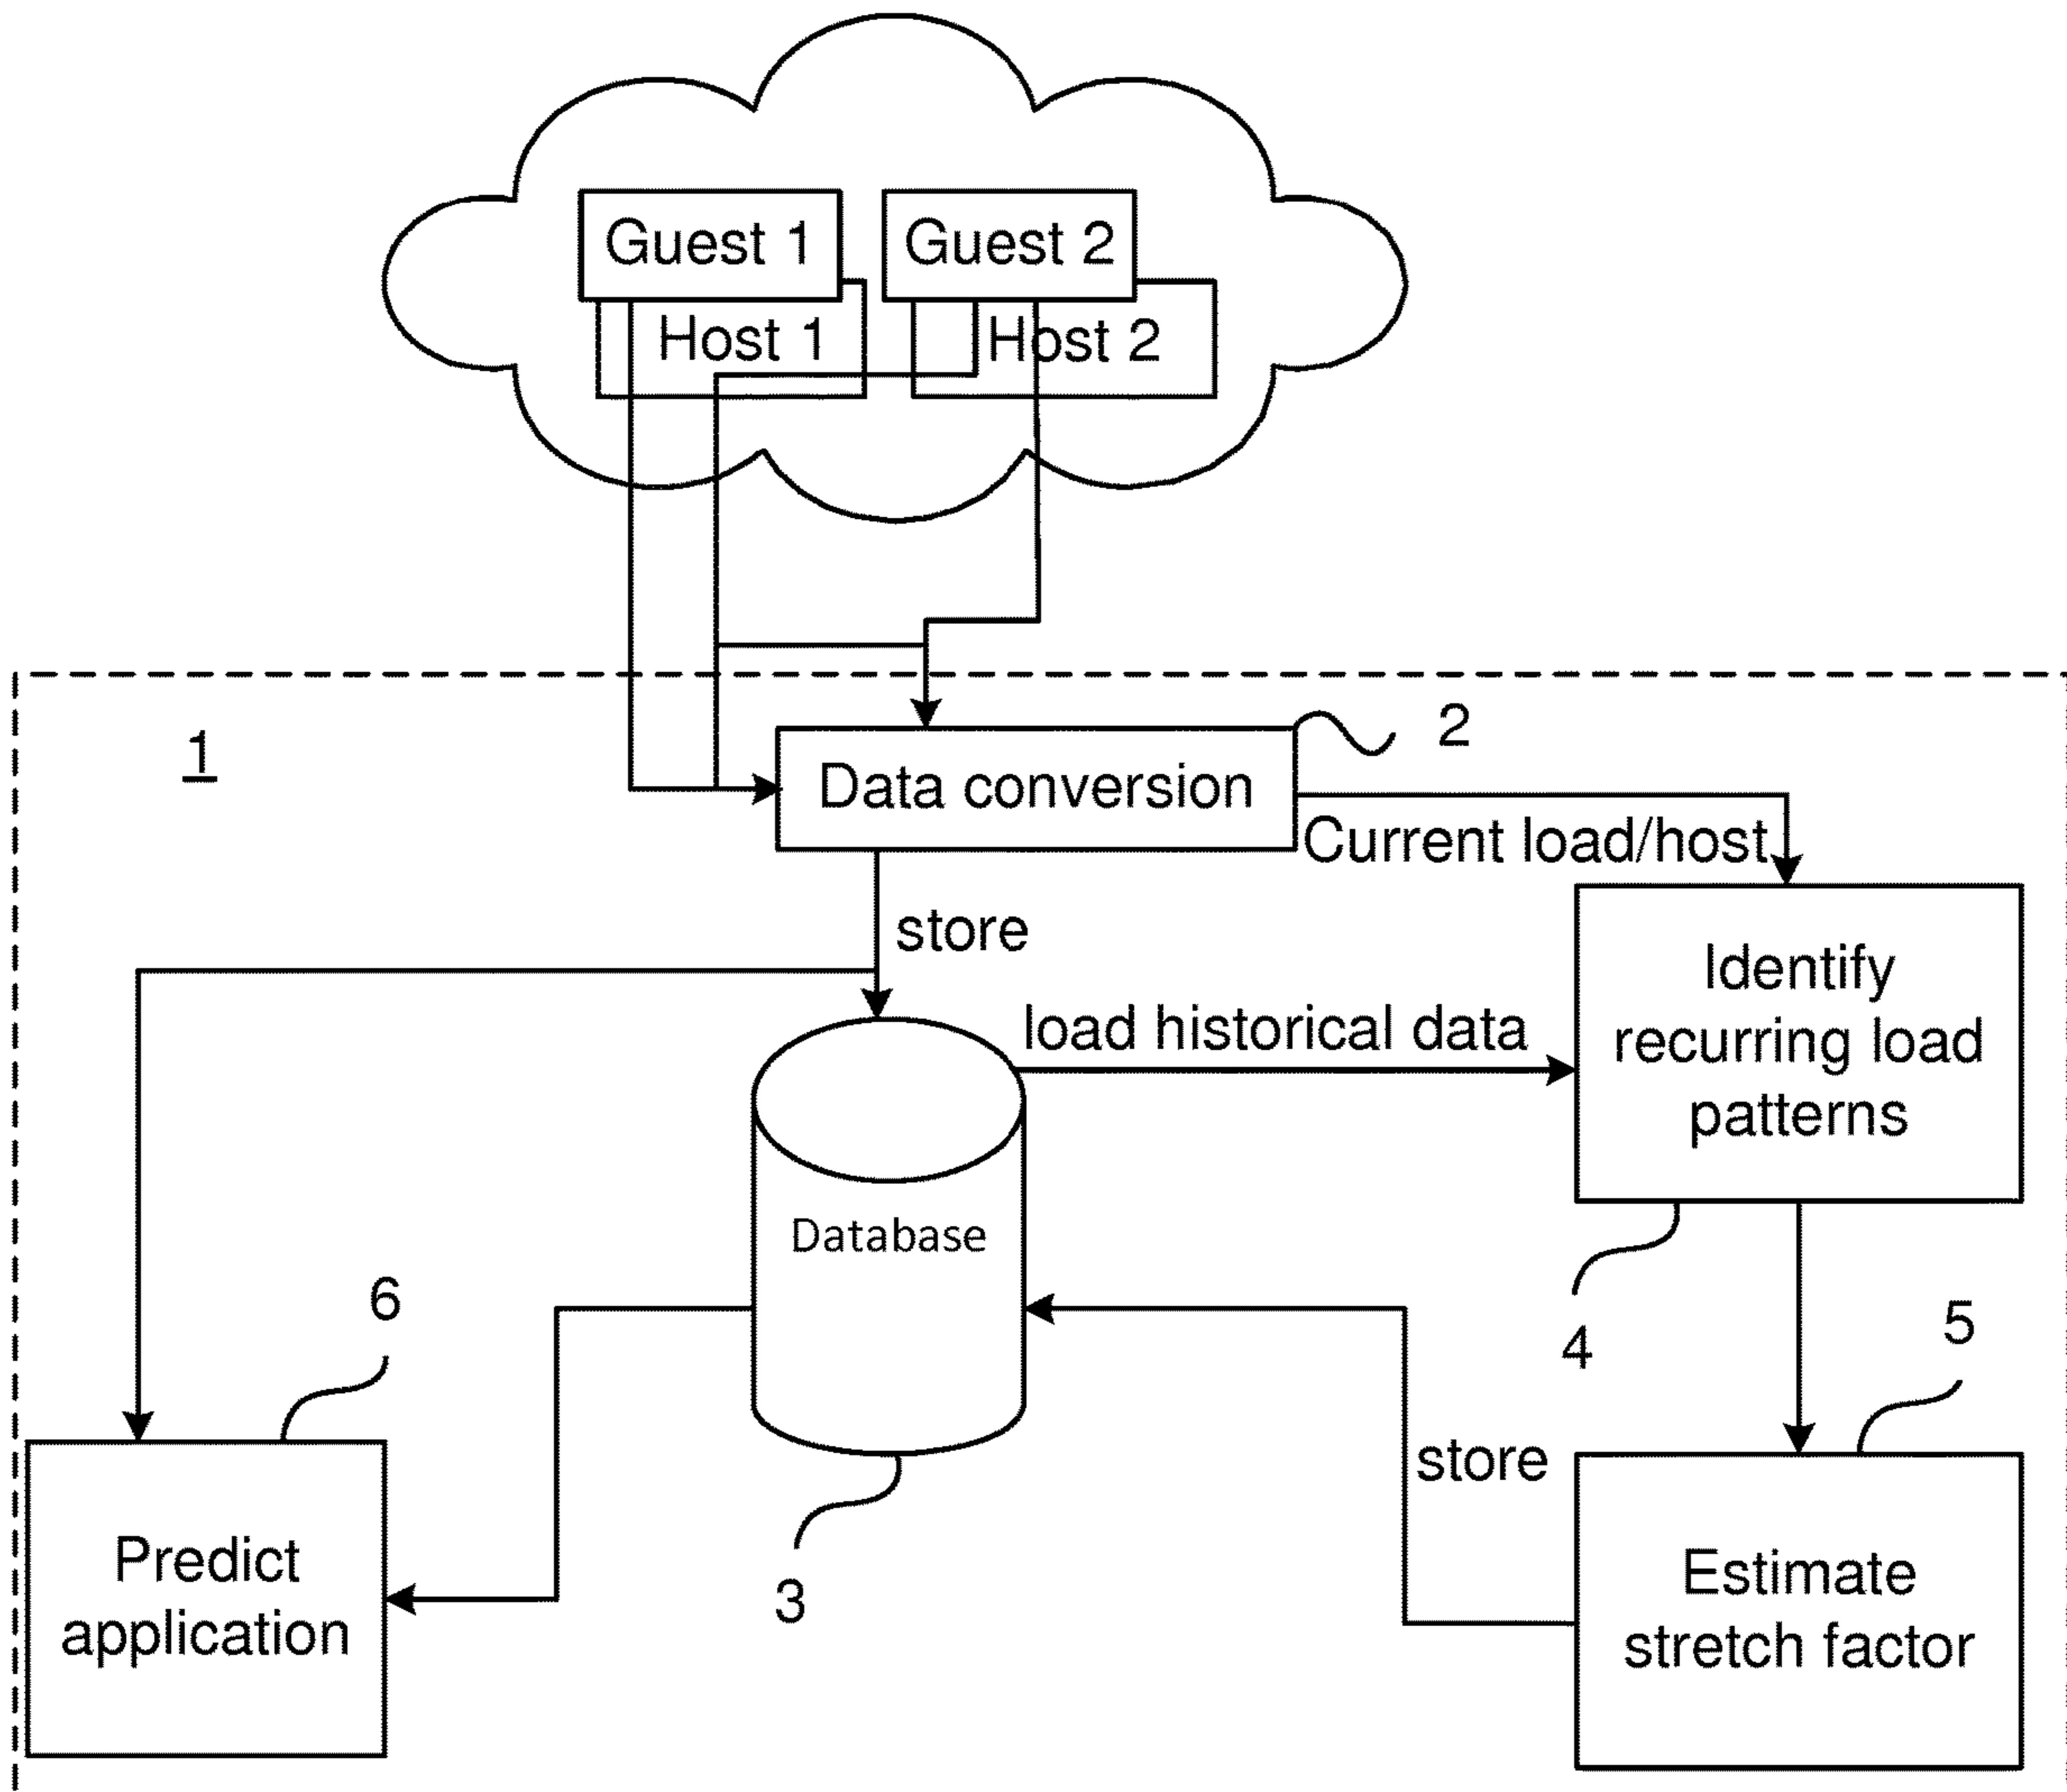 Guest 1
Guest 2
Host 1
Host 2
1
2
Data conversion
Current load/host
store
Identify
recurring load
patterns
load historical data
Database
6
4
5
store
3
Predict
application
Estimate
stretch factor